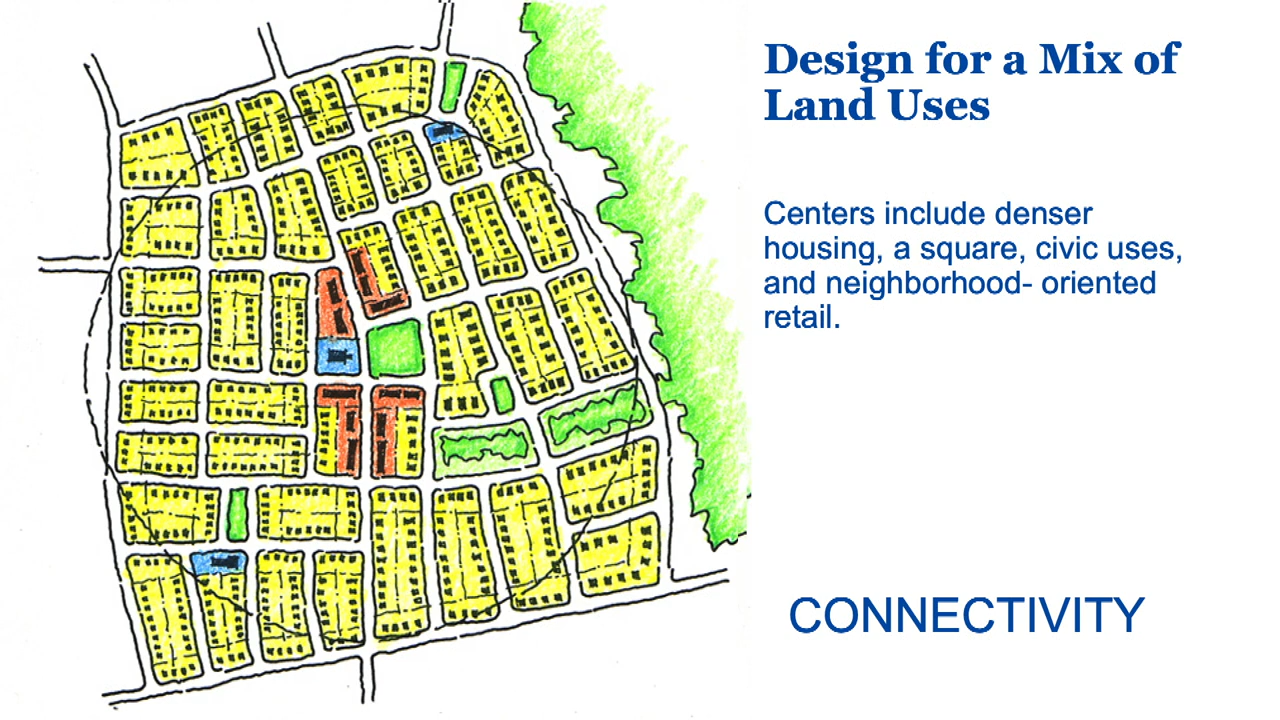 Design for a Mix of
Land Uses
Centers include denser
housing, a square, civic uses,
and neighborhood- oriented
retail.
CONNECTIVITY